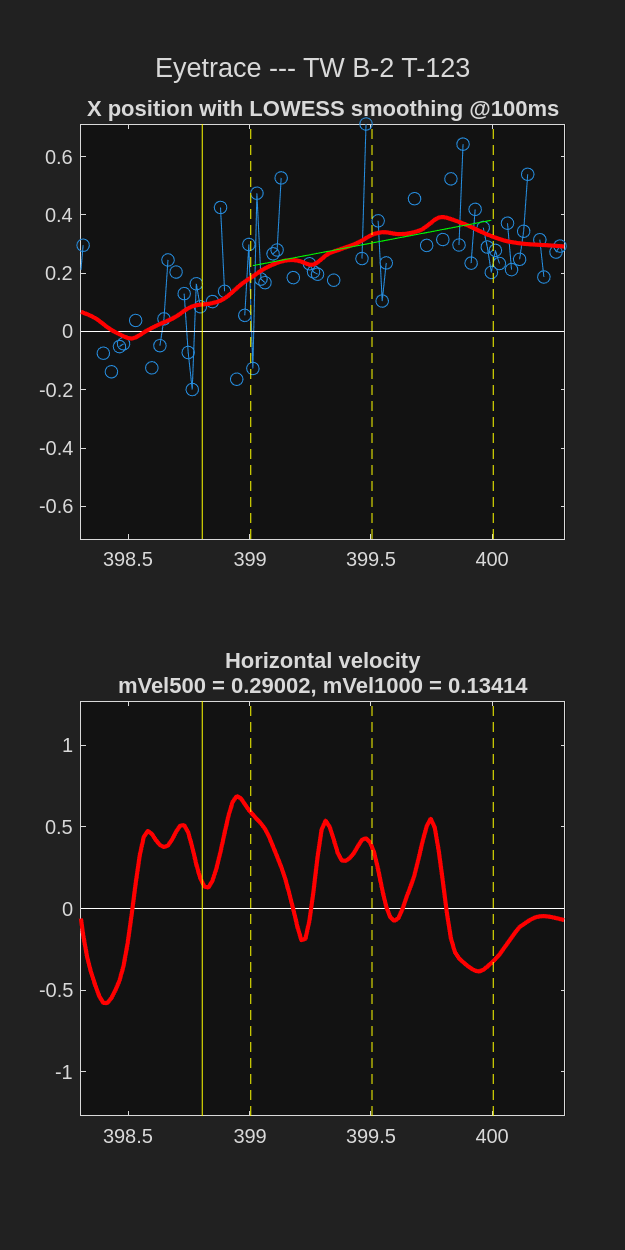 Eyetrace --- TW B-2 T-123
X position with LOWESS smoothing @100ms
0.6
0.4
0.2
0
-0.2
-0.4
-0.6
398.5 399 399.5 400
Horizontal velocity
mVel500 = 0.29002, mVel1000 = 0.13414
1
0.5
0
-0.5
-1
398.5 399 399.5 400